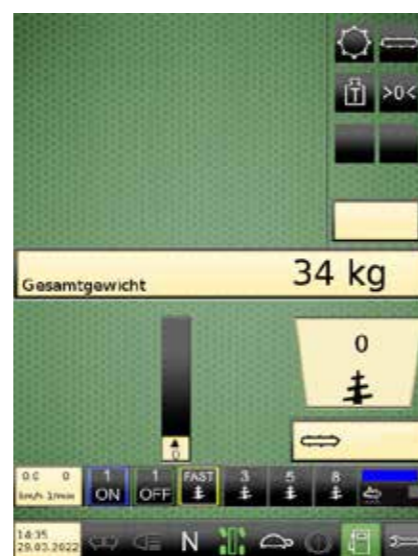 T >0<
Gesamtgewicht 34 kg
0
0
0.0 0
km/h 1/min
1 ON
1 OFF
FAST
3
5
8
14:35
29.03.2022
N